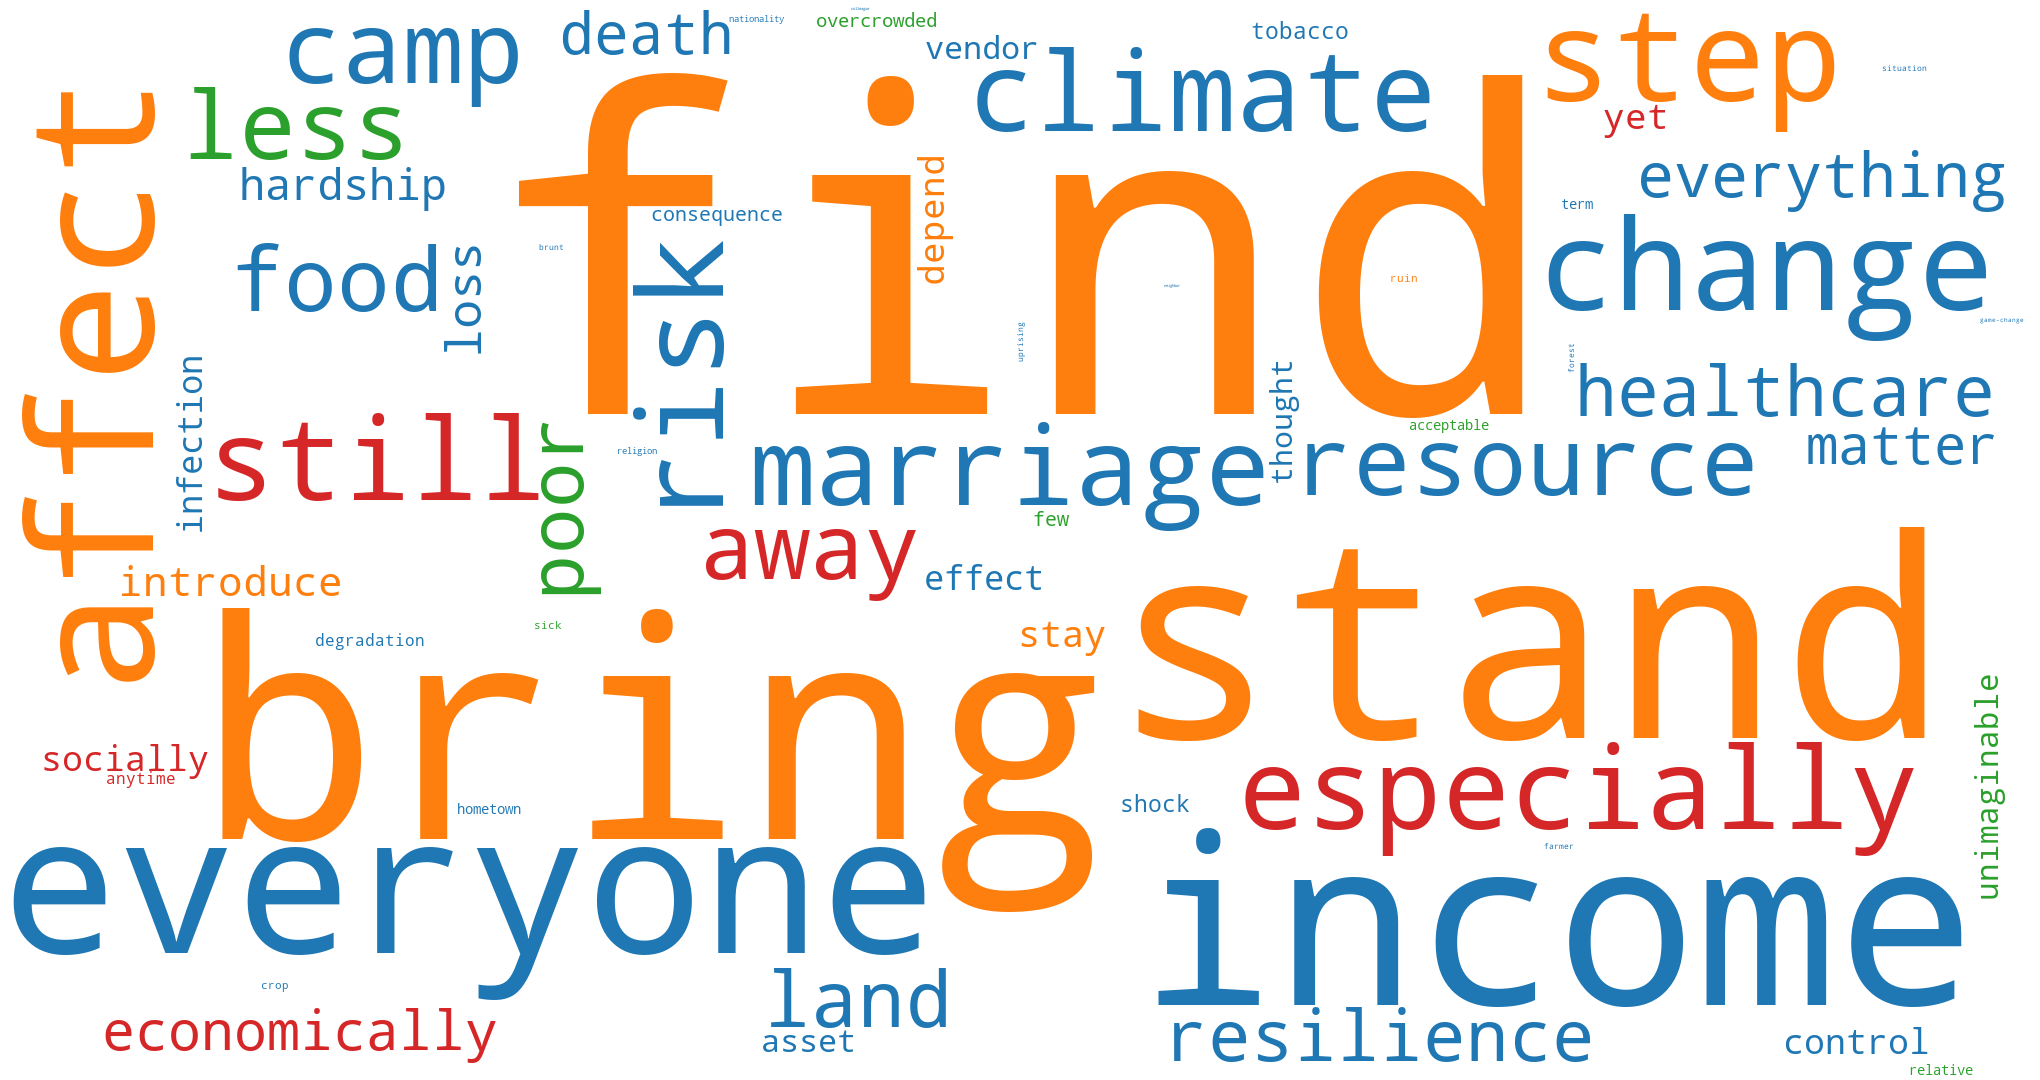 nationality
overcrowded
colleague
camp
death
vendor
tobacco
climate
step
situation
less
yet
hardship
find
depend
everything
affect
consequence
term
food
loss
brunt
risk
ruin
neighbor
change
game-change
uprising
forest
infection
still
poor
religion
marriage
thought
acceptable
resource
healthcare
matter
few
away
introduce
effect
stand
sick
degradation
stay
bring
unimaginable
socially
anytime
hometown
shock
especially
everyone
farmer
income
crop
land
economically
asset
resilience
control
relative